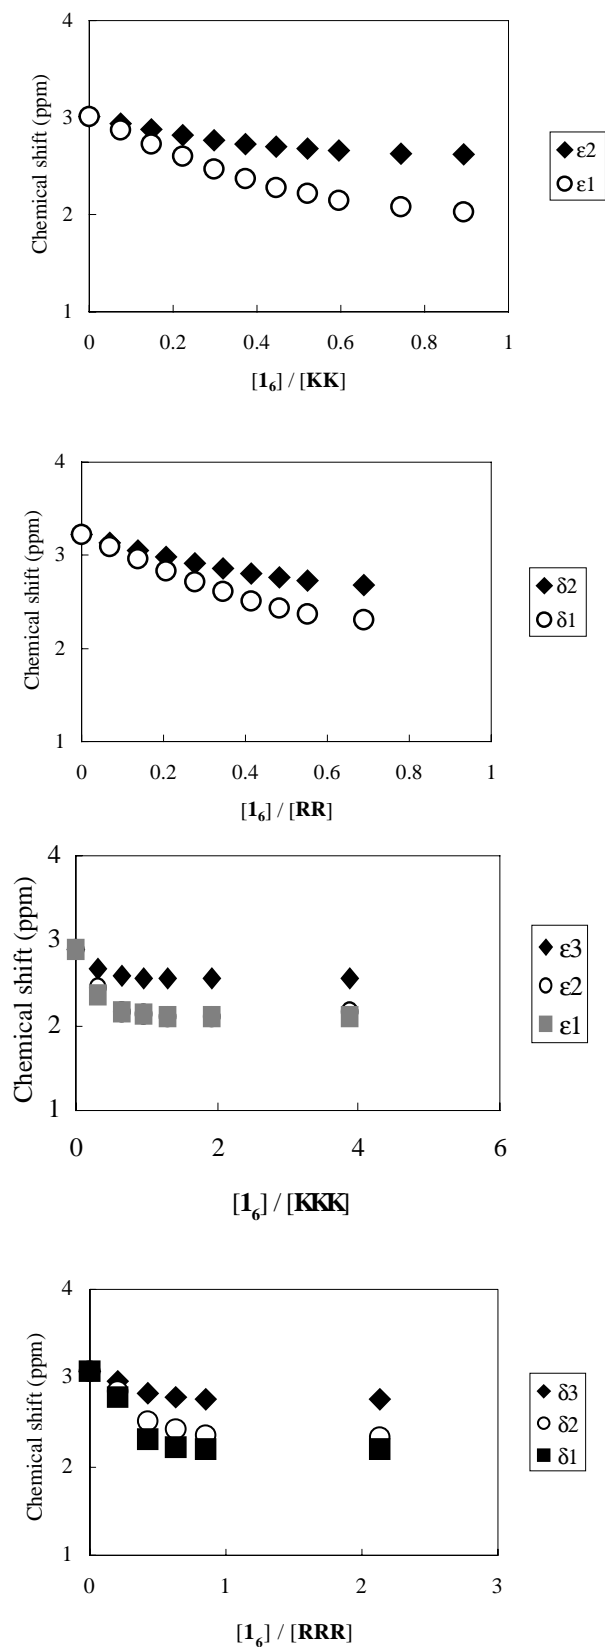 4
3
2
1
Chemical shift (ppm)
0
0.2
0.4
0.6
0.8
1
[1₆] / [KK]
ε2
ε1
4
3
2
1
Chemical shift (ppm)
0
0.2
0.4
0.6
0.8
1
[1₆] / [RR]
δ2
δ1
4
3
2
1
Chemical shift (ppm)
0
2
4
6
[1₆] / [KKK]
ε3
ε2
ε1
4
3
2
1
Chemical shift (ppm)
0
1
2
3
[1₆] / [RRR]
δ3
δ2
δ1